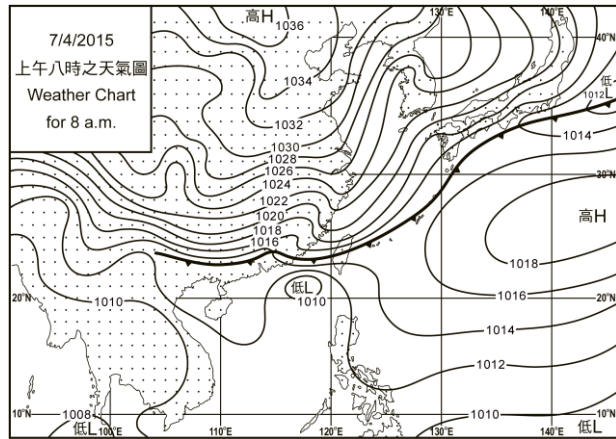 7/4/2015
上午八時之天氣圖
Weather Chart
for 8 a.m.
高H
1036
130°E
140°E
40°N
1034
低
1012 L
1032
1014
1030
1028
1026
30°N
1024
1022
1020
高H
1018
1016
1018
1016
1010
低L
1010
20°N
20°N
1014
1012
1008
1010
10°N
10°N
低L
100°E
110°E
120°E
130°E
140°E
低L